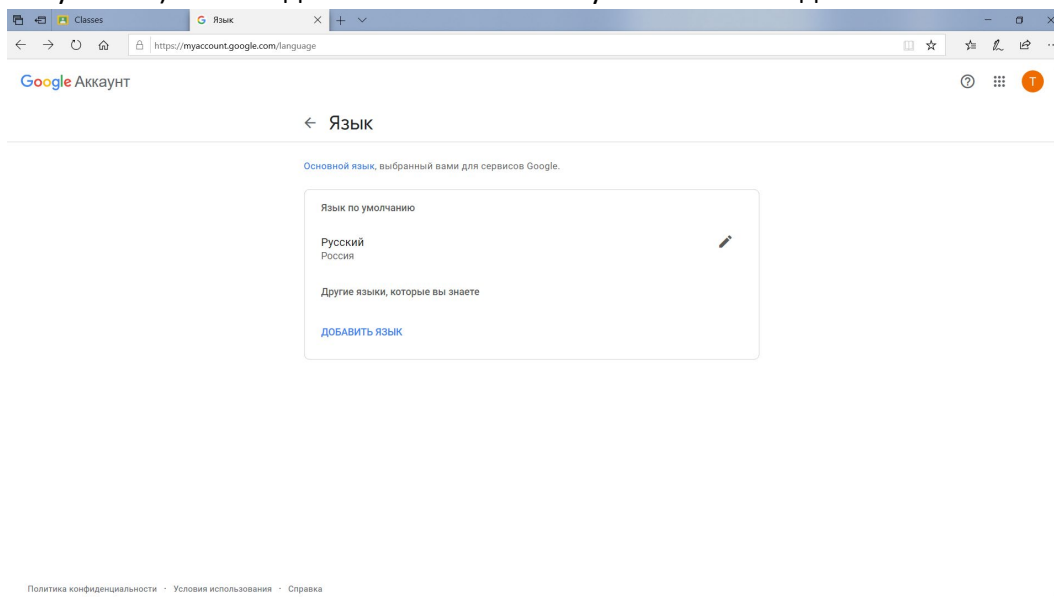 Classes
Язык
https://myaccount.google.com/language
Google Аккаунт
T
Язык
Основной язык, выбранный вами для сервисов Google.
Язык по умолчанию
Русский
Россия
Другие языки, которые вы знаете
ДОБАВИТЬ ЯЗЫК
Политика конфиденциальности · Условия использования · Справка